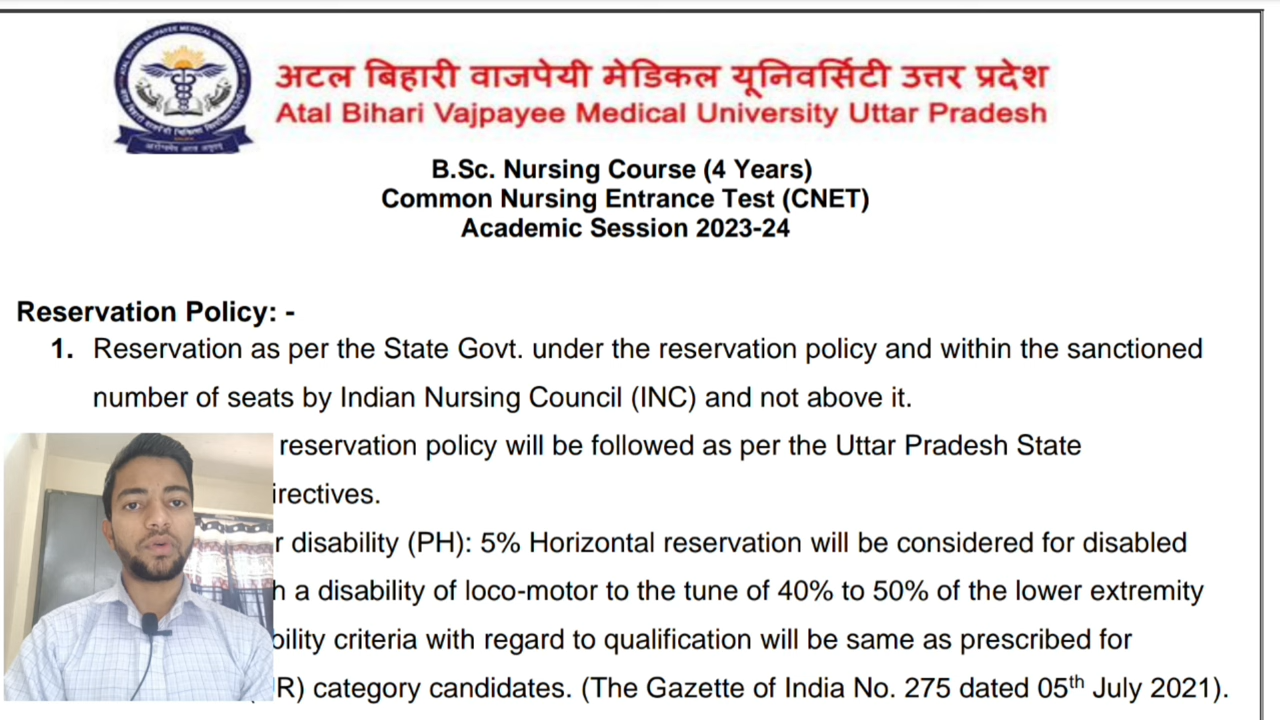 अटल बिहारी वाजपेयी मेडिकल यूनिवर्सिटी उत्तर प्रदेश
Atal Bihari Vajpayee Medical University Uttar Pradesh
B.Sc. Nursing Course (4 Years)
Common Nursing Entrance Test (CNET)
Academic Session 2023-24
Reservation Policy: -
1. Reservation as per the State Govt. under the reservation policy and within the sanctioned
number of seats by Indian Nursing Council (INC) and not above it.
reservation policy will be followed as per the Uttar Pradesh State
irectives.
r disability (PH): 5% Horizontal reservation will be considered for disabled
h a disability of loco-motor to the tune of 40% to 50% of the lower extremity
bility criteria with regard to qualification will be same as prescribed for
R) category candidates. (The Gazette of India No. 275 dated 05th July 2021).